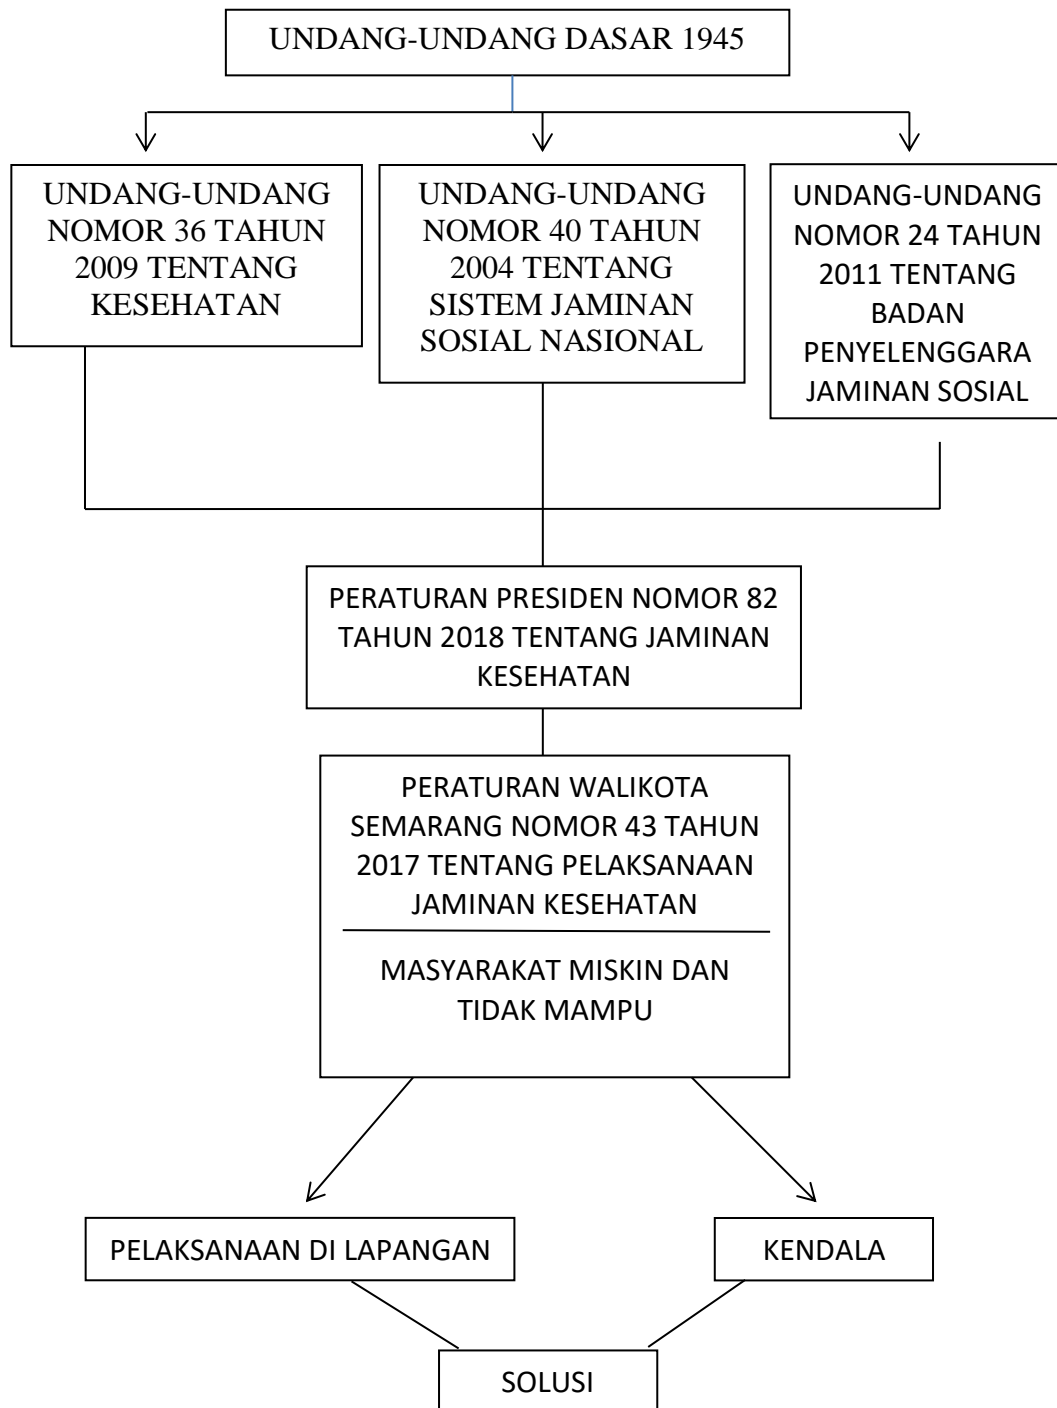 UNDANG-UNDANG DASAR 1945
UNDANG-UNDANG
NOMOR 36 TAHUN
2009 TENTANG
KESEHATAN
UNDANG-UNDANG
NOMOR 40 TAHUN
2004 TENTANG
SISTEM JAMINAN
SOSIAL NASIONAL
UNDANG-UNDANG
NOMOR 24 TAHUN
2011 TENTANG
BADAN
PENYELENGGARA
JAMINAN SOSIAL
PERATURAN PRESIDEN NOMOR 82
TAHUN 2018 TENTANG JAMINAN
KESEHATAN
PERATURAN WALIKOTA
SEMARANG NOMOR 43 TAHUN
2017 TENTANG PELAKSANAAN
JAMINAN KESEHATAN
MASYARAKAT MISKIN DAN
TIDAK MAMPU
PELAKSANAAN DI LAPANGAN
KENDALA
SOLUSI